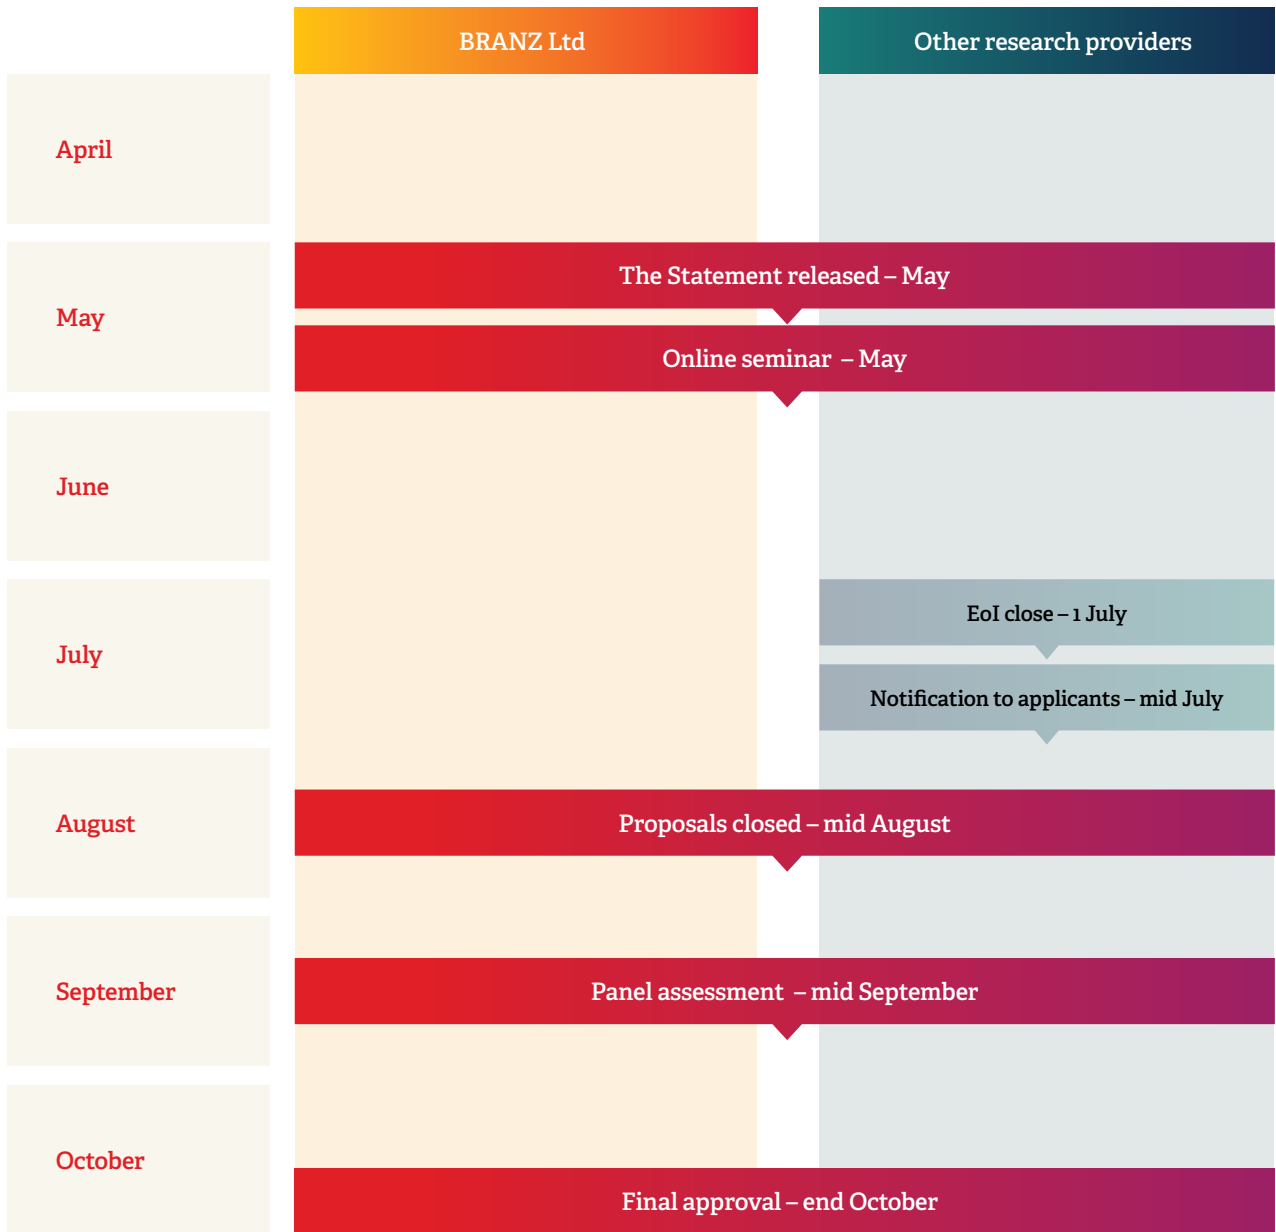 BRANZ Ltd
Other research providers
April
May
The Statement released – May
Online seminar – May
June
July
EoI close – 1 July
Notification to applicants – mid July
August
Proposals closed – mid August
September
Panel assessment – mid September
October
Final approval – end October